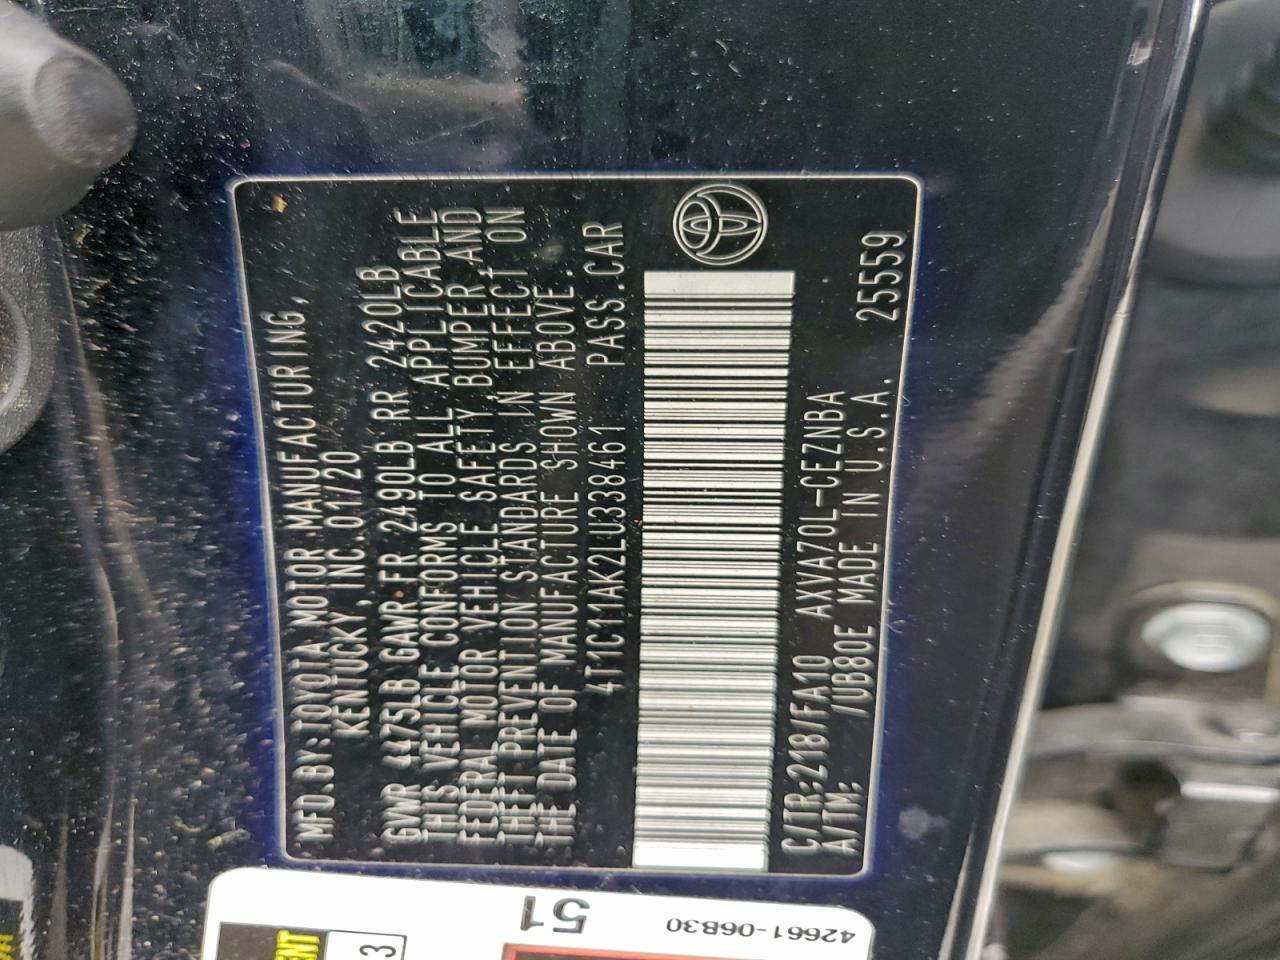 MFD.BY:TOYOTA MOTOR MANUFACTURING,
KENTUCKY, INC.01/20
GVWR 4475LB GAWR FR 2490LB RR 2420LB
THIS VEHICLE CONFORMS TO ALL APPLICABLE
FEDERAL MOTOR VEHICLE SAFETY, BUMPER, AND
THEFT PREVENTION STANDARDS IN EFFECT ON
THE DATE OF MANUFACTURE SHOWN ABOVE.
4T1C11AK2LU338461 PASS.CAR
C/TR:218/FA10 AXVA70L-CEZNBA
A/TM: /UB80E MADE IN U.S.A. 25559
51
42661-06B30
3